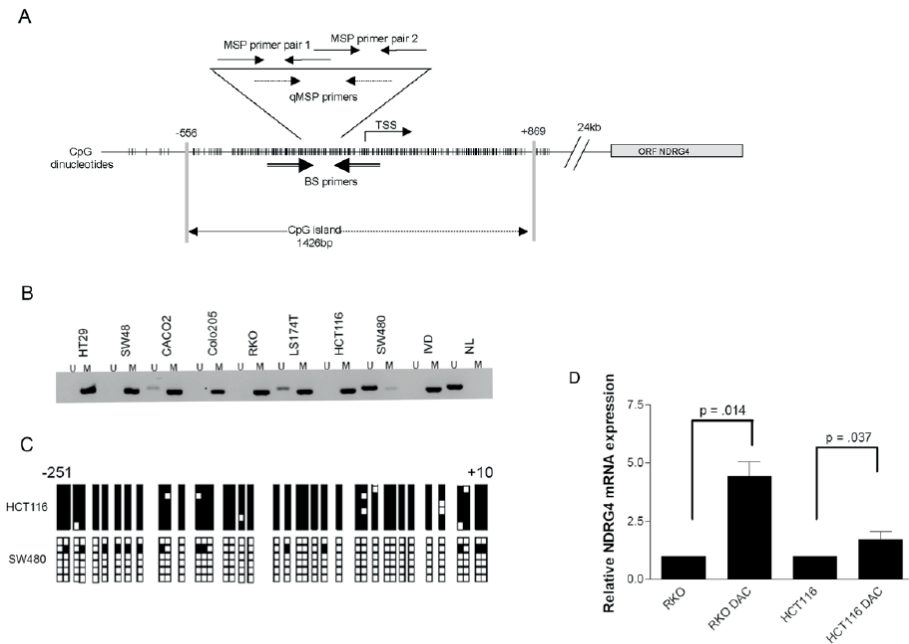 A
MSP primer pair 1
MSP primer pair 2
qMSP primers
-556
TSS
+869
24kb
CpG
dinucleotides
ORF NDRG4
BS primers
CpG island
1426bp
B
HT29
SW48
CACO2
Colo205
RKO
LS174T
HCT116
SW480
IVD
NL
U M U M U M U M U M U M U M U M U M U M
C
-251
+10
HCT116
SW480
D
Relative NDRG4 mRNA expression
7.5
5.0
2.5
0.0
p = .014
p = .037
RKO
RKO DAC
HCT116
HCT116 DAC